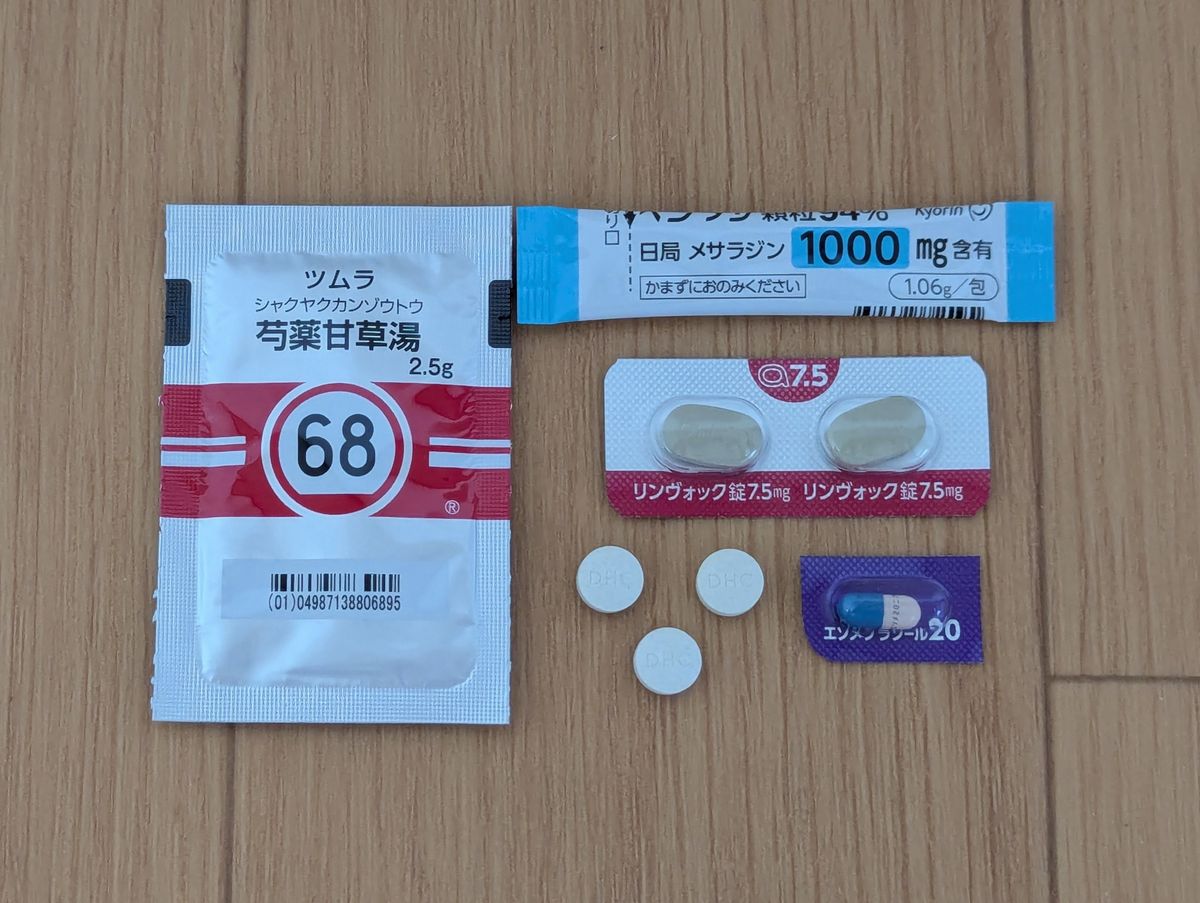 ツムラ
シャクヤクカンゾウトウ
芍薬甘草湯
2.5g
68
®
(01)04987138806895
顆粒94%
Kyorin
日局 メサラジン 1000 mg 含有
かまずにおのみください
1.06g/包
7.5
リンヴォック錠7.5mg リンヴォック錠7.5mg
DHC
DHC
DHC
エソメプラゾール20